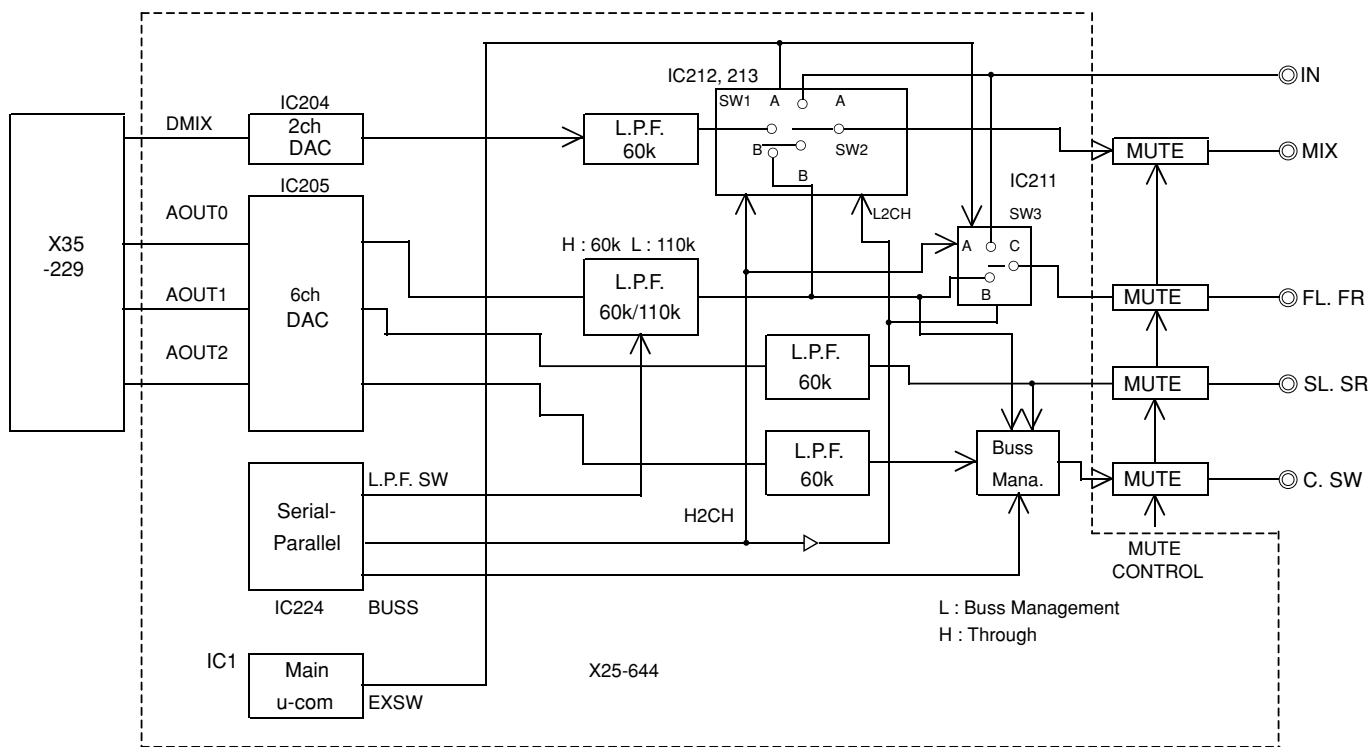 IN
IC212, 213
SW1 A A
IC204
DMIX
2ch
DAC
L.P.F.
60k
B
SW2
B
MUTE
MIX
IC205
IC211
AOUT0
L2CH
SW3
X35
-229
H : 60k L : 110k
A C
AOUT1
6ch
DAC
L.P.F.
60k/110k
B
MUTE
FL. FR
AOUT2
L.P.F.
60k
MUTE
SL. SR
L.P.F.
60k
Buss
Mana.
MUTE
C. SW
L.P.F. SW
Serial-
Parallel
H2CH
MUTE
CONTROL
IC224
BUSS
L : Buss Management
H : Through
IC1
Main
u-com
EXSW
X25-644